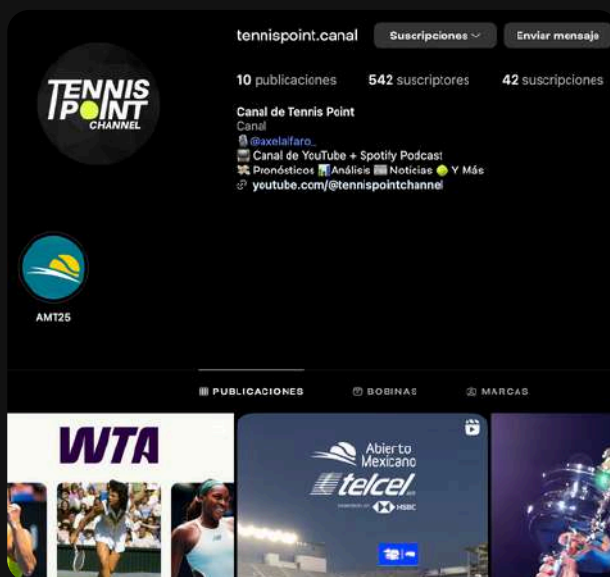 TENNIS
POINT
CHANNEL
tennispoint.canal
Suscripciones
Enviar mensaje
10 publicaciones
542 suscriptores
42 suscripciones
Canal de Tennis Point
Canal
@axelalfaro_
Canal de YouTube + Spotify Podcast
Pronósticos Análisis Noticias Y Más
youtube.com/@tennispointchannel
AMT25
PUBLICACIONES
BOBINAS
MARCAS
WTA
Abierto
Mexicano
telcel
HSBC